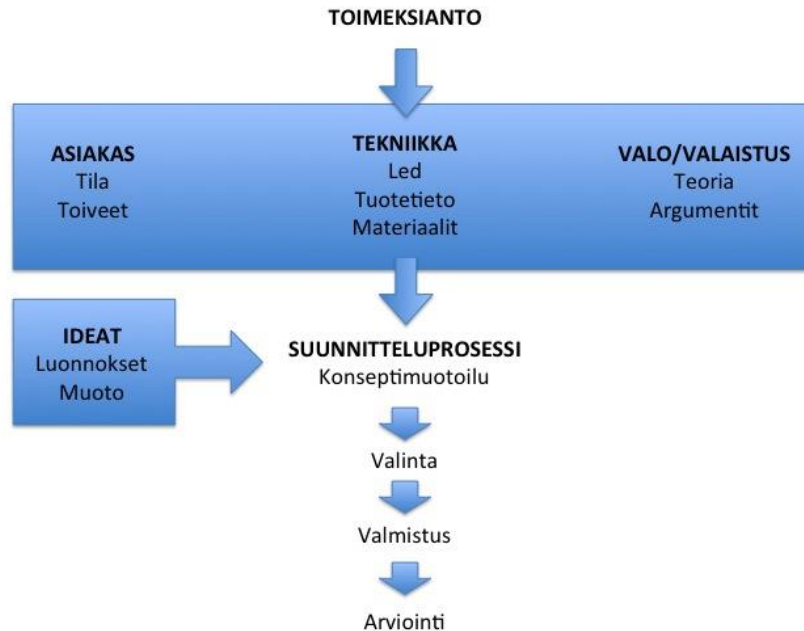 TOIMEKSIANTO
ASIAKAS
Tila
Toiveet
TEKNIIKKA
Led
Tuotetieto
Materiaalit
VALO/VALAISTUS
Teoria
Argumentit
IDEAT
Luonnokset
Muoto
SUUNNITTELUPROSESSI
Konseptimuotoilu
Valinta
Valmistus
Arviointi